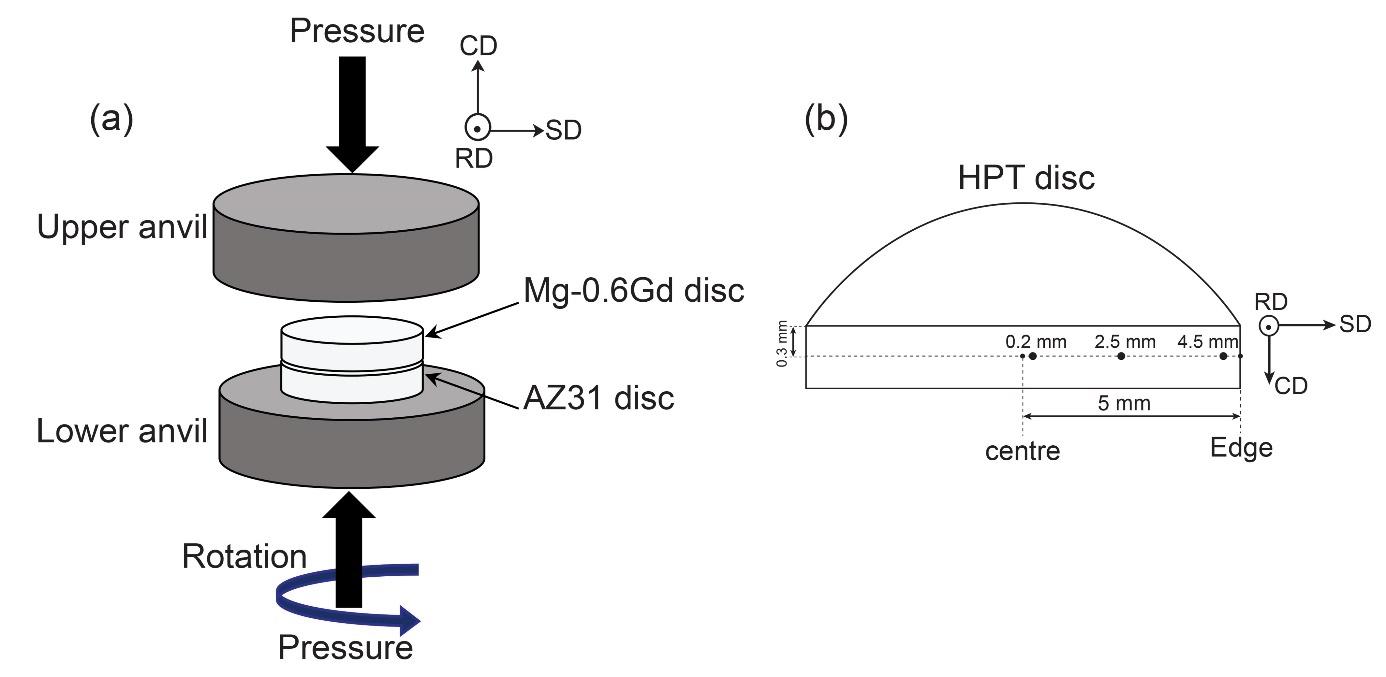 (a)
Pressure
CD
SD
RD
Upper anvil
Mg-0.6Gd disc
AZ31 disc
Lower anvil
Rotation
Pressure
(b)
HPT disc
RD
SD
CD
0.3 mm
0.2 mm
2.5 mm
4.5 mm
5 mm
centre
Edge